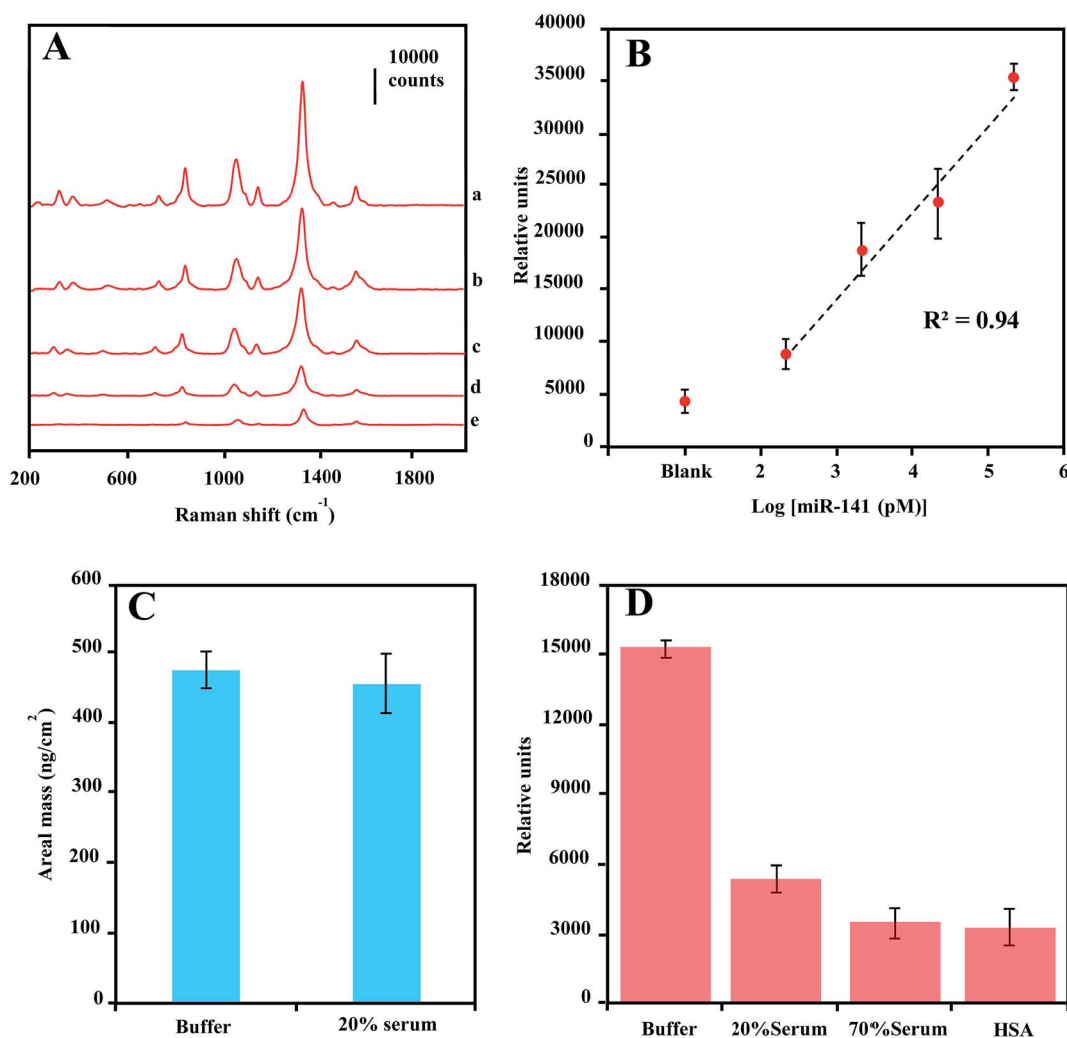 A
10000
counts
a
b
c
d
e
200 600 1000 1400 1800
Raman shift (cm⁻¹)
B
40000
35000
30000
25000
20000
15000
10000
5000
0
Relative units
R² = 0.94
Blank 2 3 4 5 6
Log [miR-141 (pM)]
C
600
500
400
300
200
100
0
Areal mass (ng/cm²)
Buffer 20% serum
D
18000
15000
12000
9000
6000
3000
0
Relative units
Buffer 20%Serum 70%Serum HSA